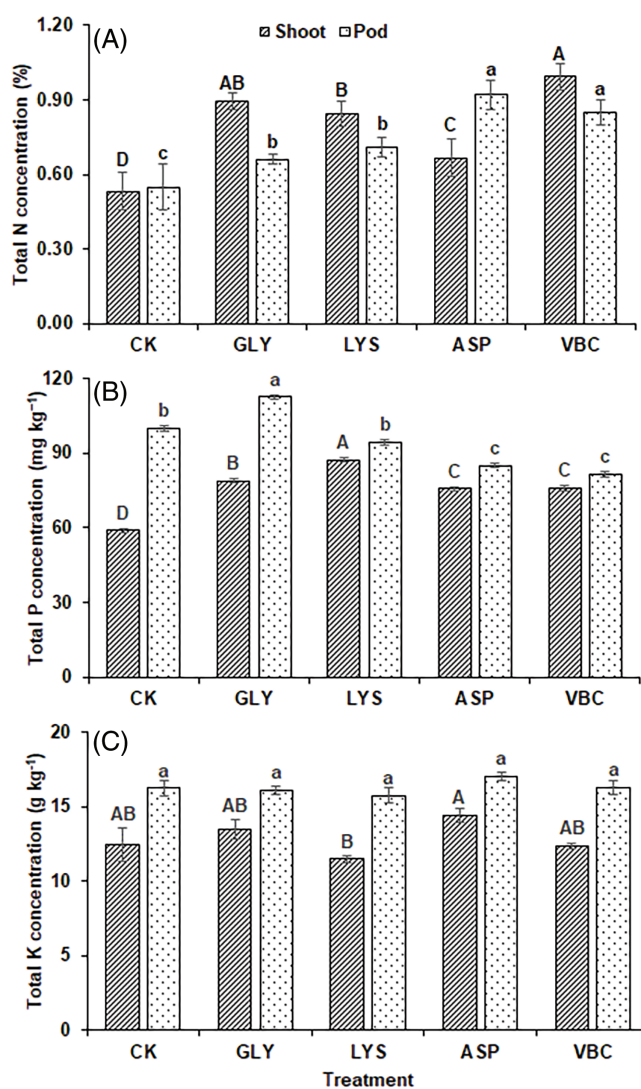 (A)
Shoot Pod
Total N concentration (%)
1.20
0.90
0.60
0.30
0.00
D c AB b B b C a A a
CK GLY LYS ASP VBC
(B)
Total P concentration (mg kg⁻¹)
120
90
60
30
0
D b B a A b C c C c
CK GLY LYS ASP VBC
(C)
Total K concentration (g kg⁻¹)
20
15
10
5
0
AB a AB a B a A a AB a
CK GLY LYS ASP VBC
Treatment